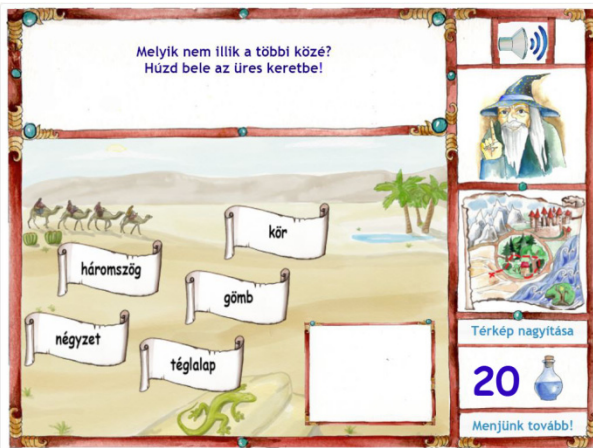 Melyik nem illik a többi közé?
Húzd bele az üres keretbe!
kör
háromszög
gömb
négyzet
téglalap
Térkép nagyítása
20
Menjünk tovább!